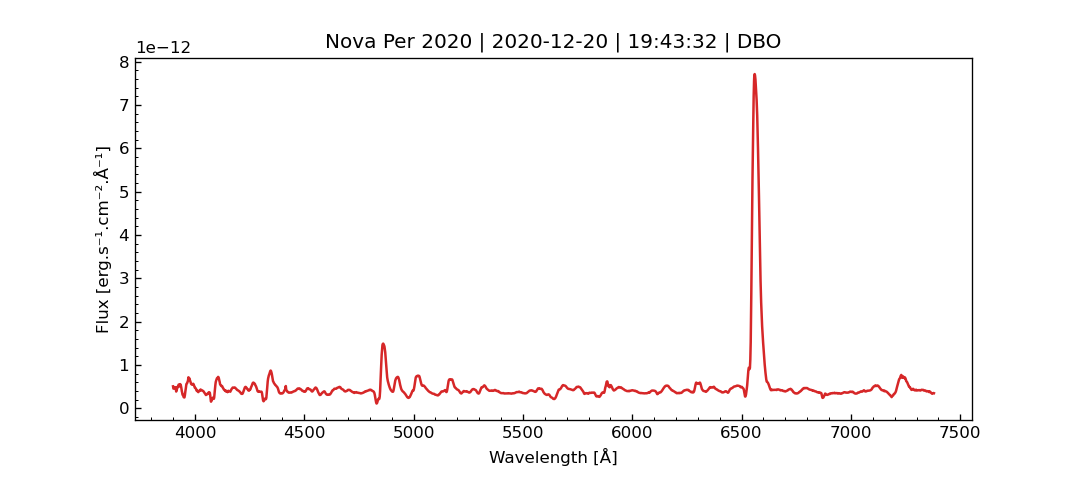 Nova Per 2020 | 2020-12-20 | 19:43:32 | DBO
1e−12
8
7
6
5
4
3
2
1
0
Flux [erg.s⁻¹.cm⁻².Å⁻¹]
4000 4500 5000 5500 6000 6500 7000 7500
Wavelength [Å]